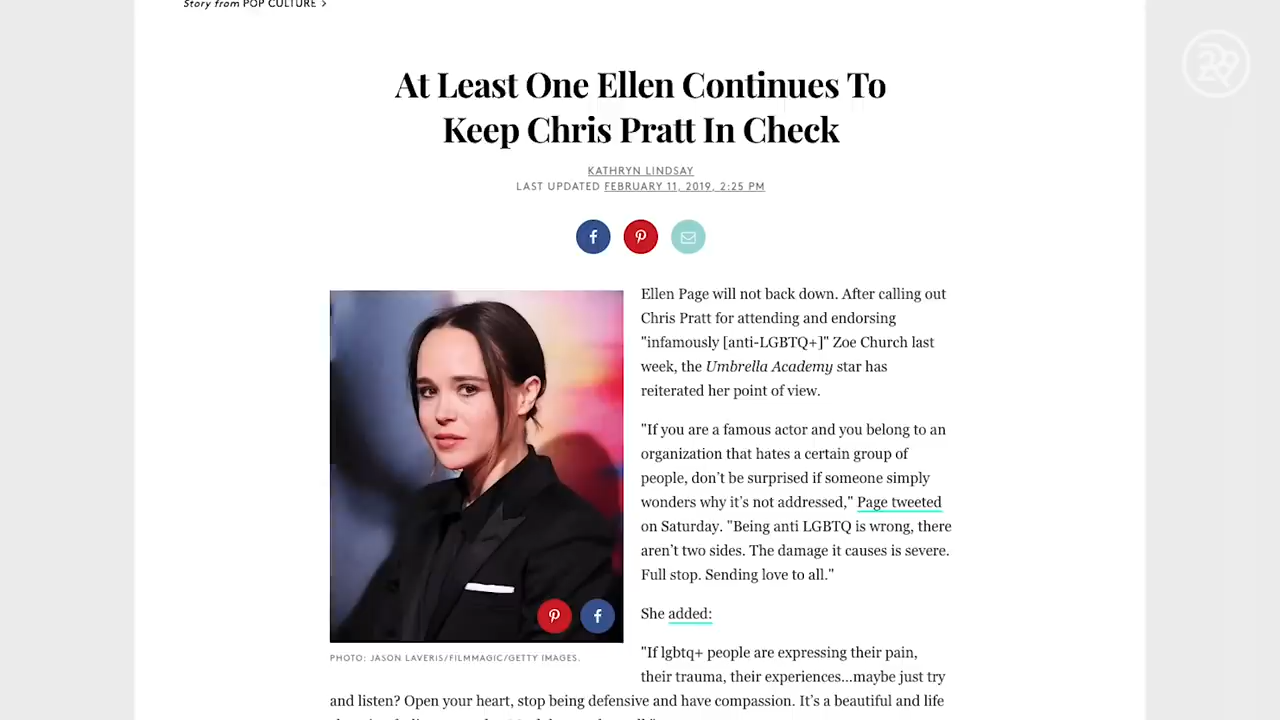 Story from POP CULTURE >
At Least One Ellen Continues To
Keep Chris Pratt In Check
KATHRYN LINDSAY
LAST UPDATED FEBRUARY 11, 2019, 2:25 PM
Ellen Page will not back down. After calling out
Chris Pratt for attending and endorsing
"infamously [anti-LGBTQ+]" Zoe Church last
week, the Umbrella Academy star has
reiterated her point of view.
"If you are a famous actor and you belong to an
organization that hates a certain group of
people, don't be surprised if someone simply
wonders why it's not addressed," Page tweeted
on Saturday. "Being anti LGBTQ is wrong, there
aren't two sides. The damage it causes is severe.
Full stop. Sending love to all."
She added:
"If lgbtq+ people are expressing their pain,
their trauma, their experiences...maybe just try
and listen? Open your heart, stop being defensive and have compassion. It's a beautiful and life
PHOTO: JASON LAVERIS/FILMMAGIC/GETTY IMAGES.
R29